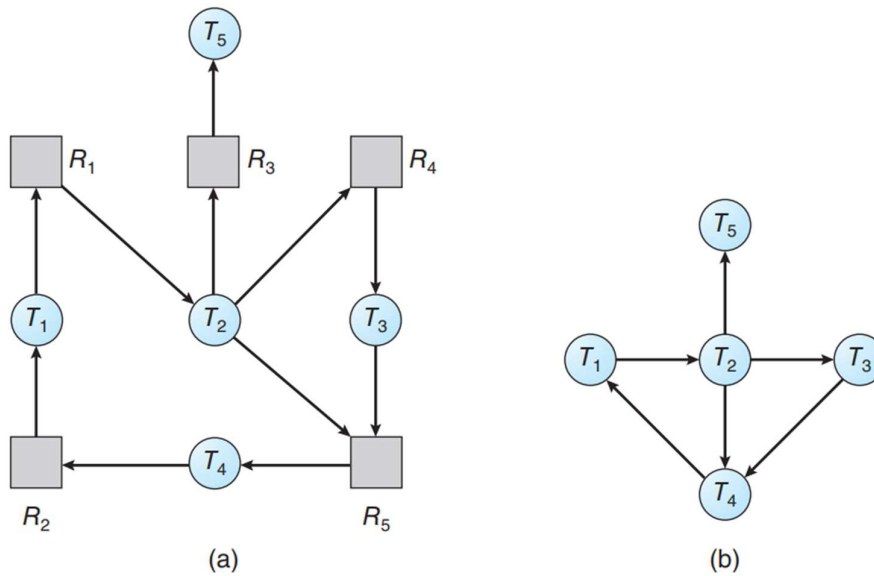 T₅
R₁
R₃
R₄
T₁
T₂
T₃
T₄
R₂
R₅
(a)
T₅
T₁
T₂
T₃
T₄
(b)